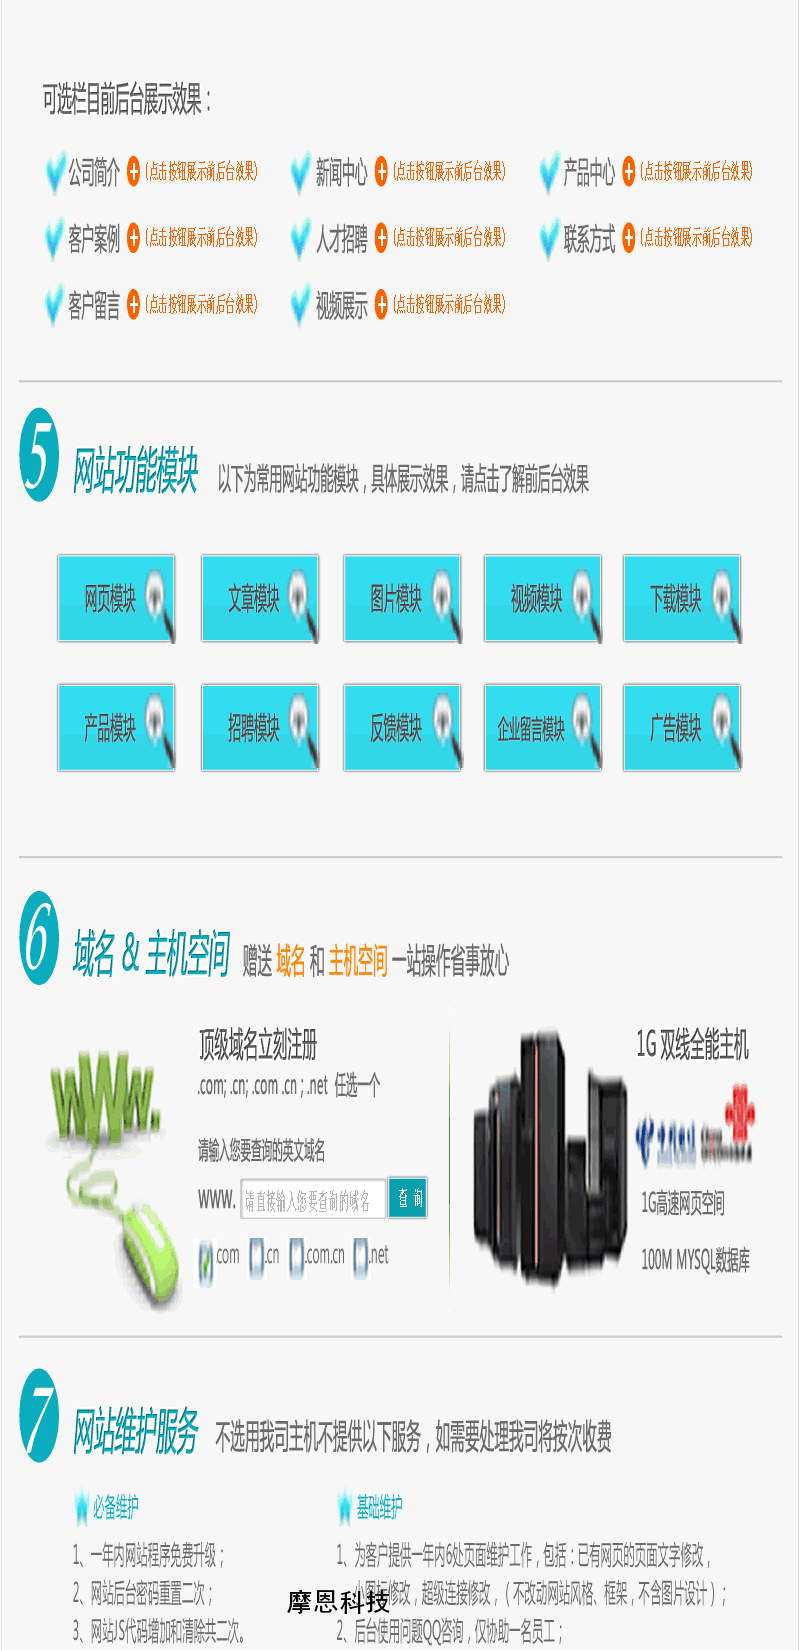 可选栏目前后台展示效果：
公司简介 (点击按钮展示前后台效果) 新闻中心 (点击按钮展示前后台效果) 产品中心 (点击按钮展示前后台效果)
客户案例 (点击按钮展示前后台效果) 人才招聘 (点击按钮展示前后台效果) 联系方式 (点击按钮展示前后台效果)
客户留言 (点击按钮展示前后台效果) 视频展示 (点击按钮展示前后台效果)
5 网站功能模块 以下为常用网站功能模块，具体展示效果，请点击了解前后台效果
网页模块 文章模块 图片模块 视频模块 下载模块
产品模块 招聘模块 反馈模块 企业留言模块 广告模块
6 域名 & 主机空间 赠送 域名 和 主机空间 一站操作省事放心
顶级域名立刻注册
.com; .cn; .com .cn ; .net 任选一个
请输入您要查询的英文域名
www. 请直接输入您要查询的域名 查 询
.com .cn .com.cn .net
www.
1G 双线全能主机
1G高速网页空间
100M MYSQL数据库
7 网站维护服务 不选用我司主机不提供以下服务，如需要处理我司将按次收费
必备维护
1、一年内网站程序免费升级；
2、网站后台密码重置二次；
3、网站JS代码增加和清除共二次。
基础维护
1、为客户提供一年内6处页面维护工作，包括：已有网页的页面文字修改，
修改，超级连接修改，（不改动网站风格、框架，不含图片设计）；
2、后台使用问题QQ咨询，仅协助一名员工；
摩恩科技